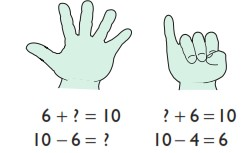 6 + ? = 10
10 – 6 = ?
? + 6 = 10
10 – 4 = 6